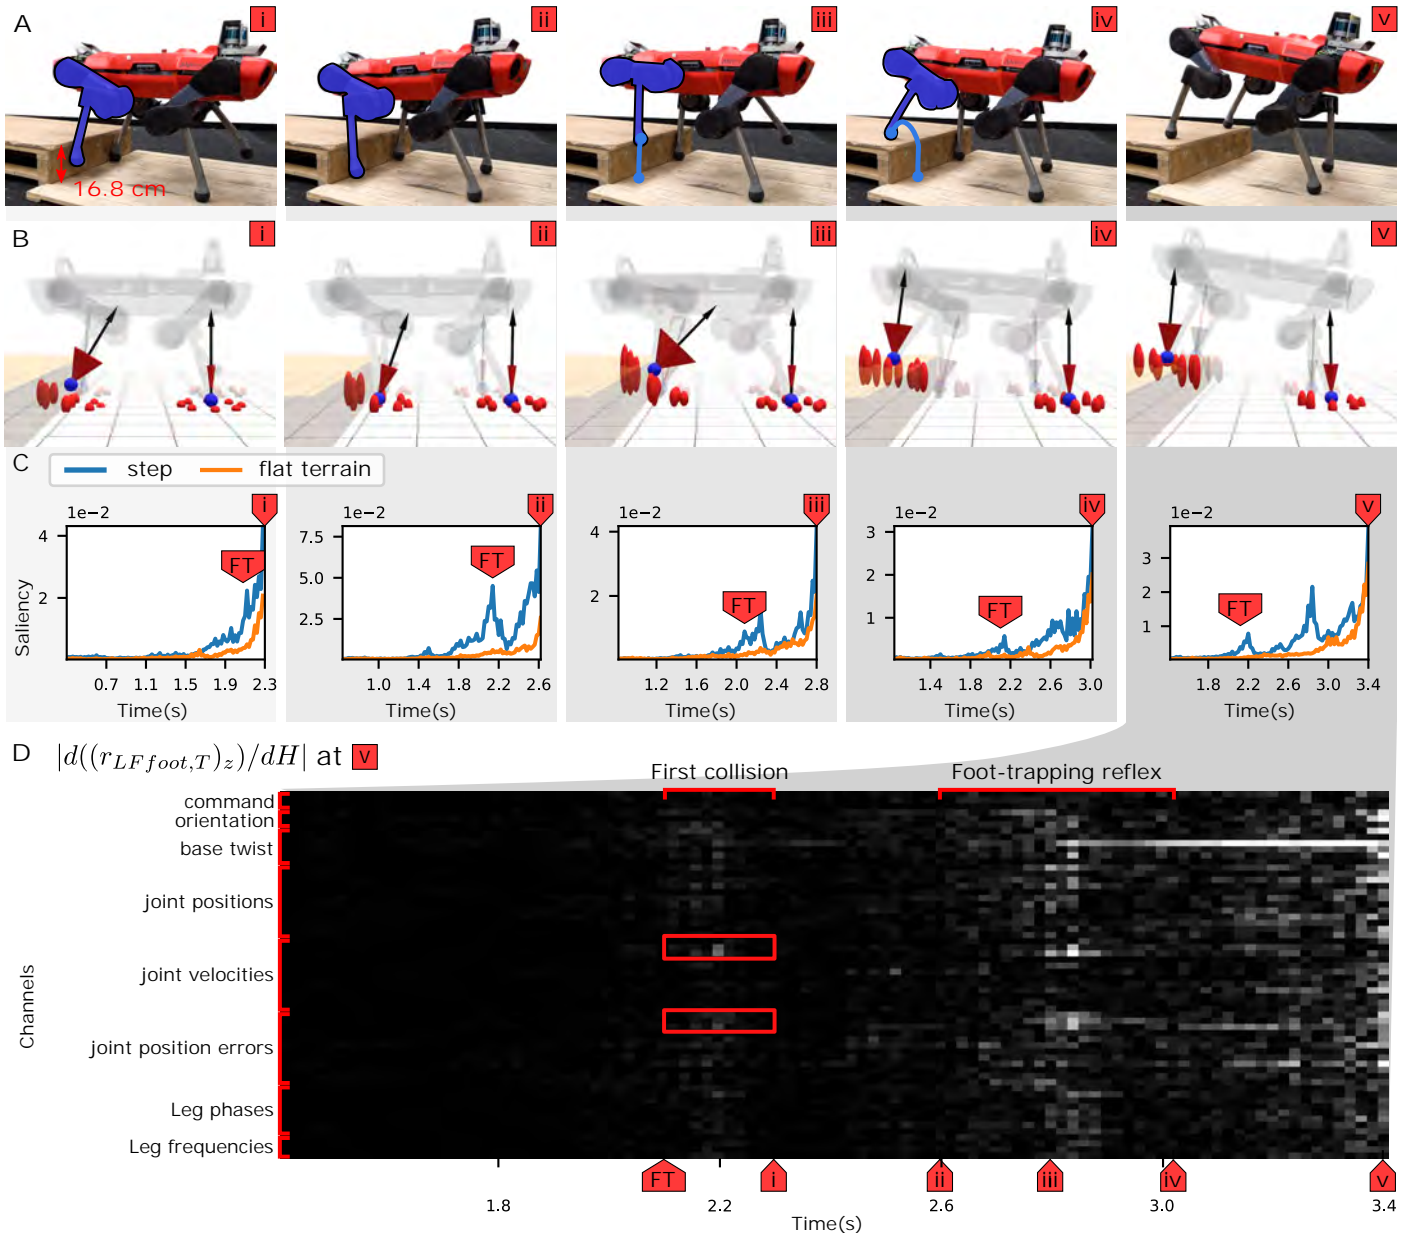 A
i
ii
iii
iv
v
16.8 cm
B
i
ii
iii
iv
v
C
step
flat terrain
i
ii
iii
iv
v
1e−2
1e−2
1e−2
1e−2
1e−2
Saliency
4
2
FT
0.7 1.1 1.5 1.9 2.3
Time(s)
7.5
5.0
2.5
FT
1.0 1.4 1.8 2.2 2.6
Time(s)
4
2
FT
1.2 1.6 2.0 2.4 2.8
Time(s)
3
2
1
FT
1.4 1.8 2.2 2.6 3.0
Time(s)
3
2
1
FT
1.8 2.2 2.6 3.0 3.4
Time(s)
D |d((r_{LFfoot,T})_z)/dH| at v
First collision
Foot-trapping reflex
Channels
command
orientation
base twist
joint positions
joint velocities
joint position errors
Leg phases
Leg frequencies
FT
i
ii
iii
iv
v
1.8 2.2 2.6 3.0 3.4
Time(s)